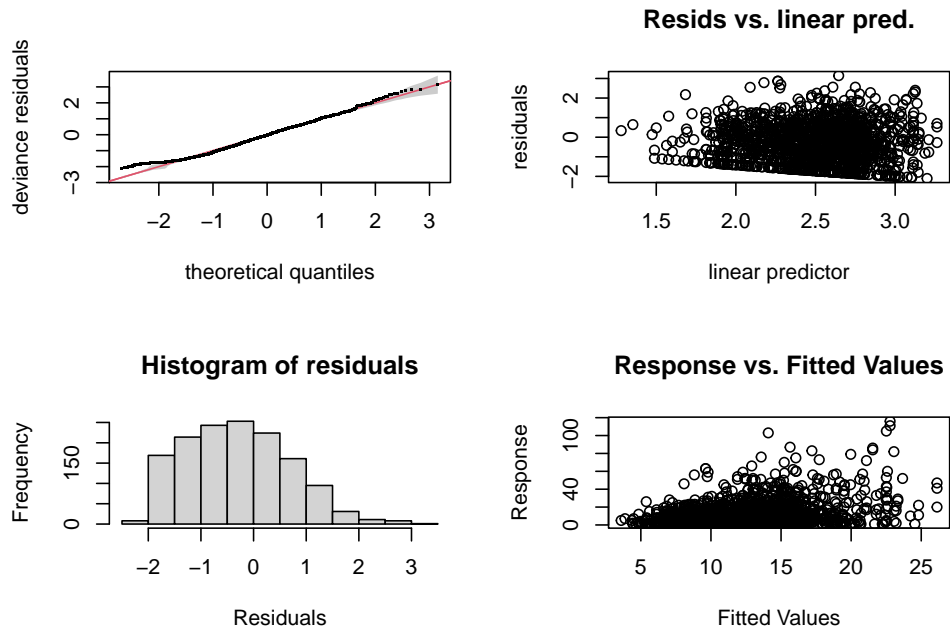 deviance residuals
2
0
−3
−2 −1 0 1 2 3
theoretical quantiles
Resids vs. linear pred.
residuals
2
0
−2
1.5 2.0 2.5 3.0
linear predictor
Histogram of residuals
Frequency
150
0
−2 −1 0 1 2 3
Residuals
Response vs. Fitted Values
Response
100
40
0
5 10 15 20 25
Fitted Values